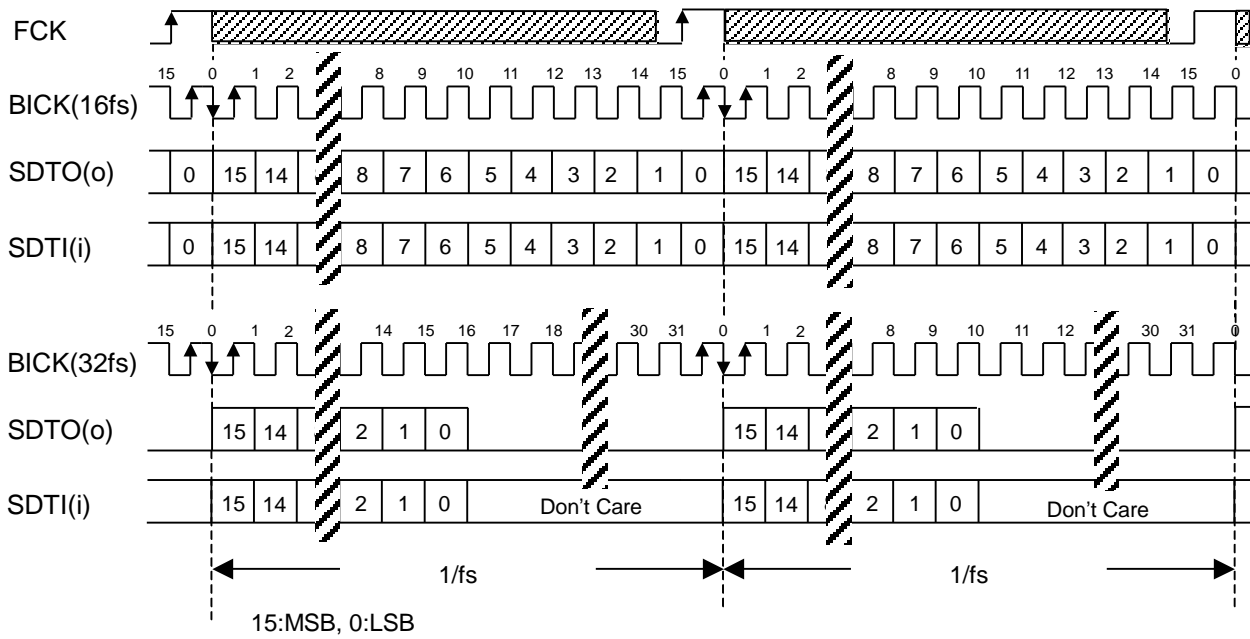 FCK
15 0 1 2 8 9 10 11 12 13 14 15 0 1 2 8 9 10 11 12 13 14 15 0
BICK(16fs)
SDTO(o) 0 15 14 8 7 6 5 4 3 2 1 0 15 14 8 7 6 5 4 3 2 1 0
SDTI(i) 0 15 14 8 7 6 5 4 3 2 1 0 15 14 8 7 6 5 4 3 2 1 0
15 0 1 2 14 15 16 17 18 30 31 0 1 2 8 9 10 11 12 30 31 0
BICK(32fs)
SDTO(o) 15 14 2 1 0 15 14 2 1 0
SDTI(i) 15 14 2 1 0 Don't Care 15 14 2 1 0 Don't Care
1/fs 1/fs
15:MSB, 0:LSB